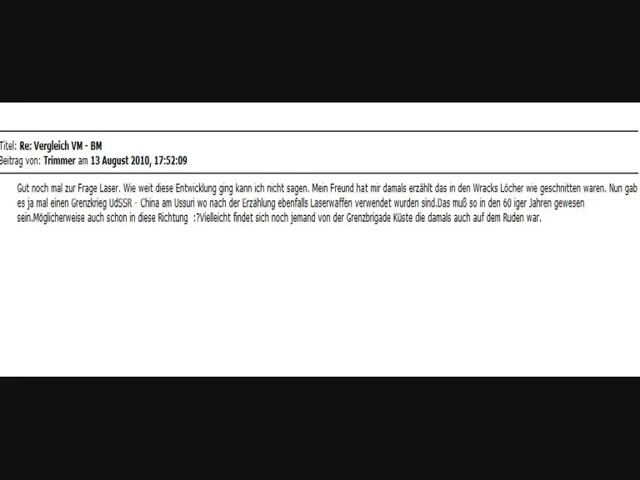 Titel: Re: Vergleich VM - BM
Beitrag von: Trimmer am 13 August 2010, 17:52:09
Gut noch mal zur Frage Laser. Wie weit diese Entwicklung ging kann ich nicht sagen. Mein Freund hat mir damals erzählt das in den Wracks Löcher wie geschnitten waren. Nun gab
es ja mal einen Grenzkrieg UdSSR - China am Ussuri wo nach der Erzählung ebenfalls Laserwaffen verwendet wurden sind.Das muß so in den 60 iger Jahren gewesen
sein.Möglicherweise auch schon in diese Richtung :?Vielleicht findet sich noch jemand von der Grenzbrigade Küste die damals auch auf dem Ruden war.